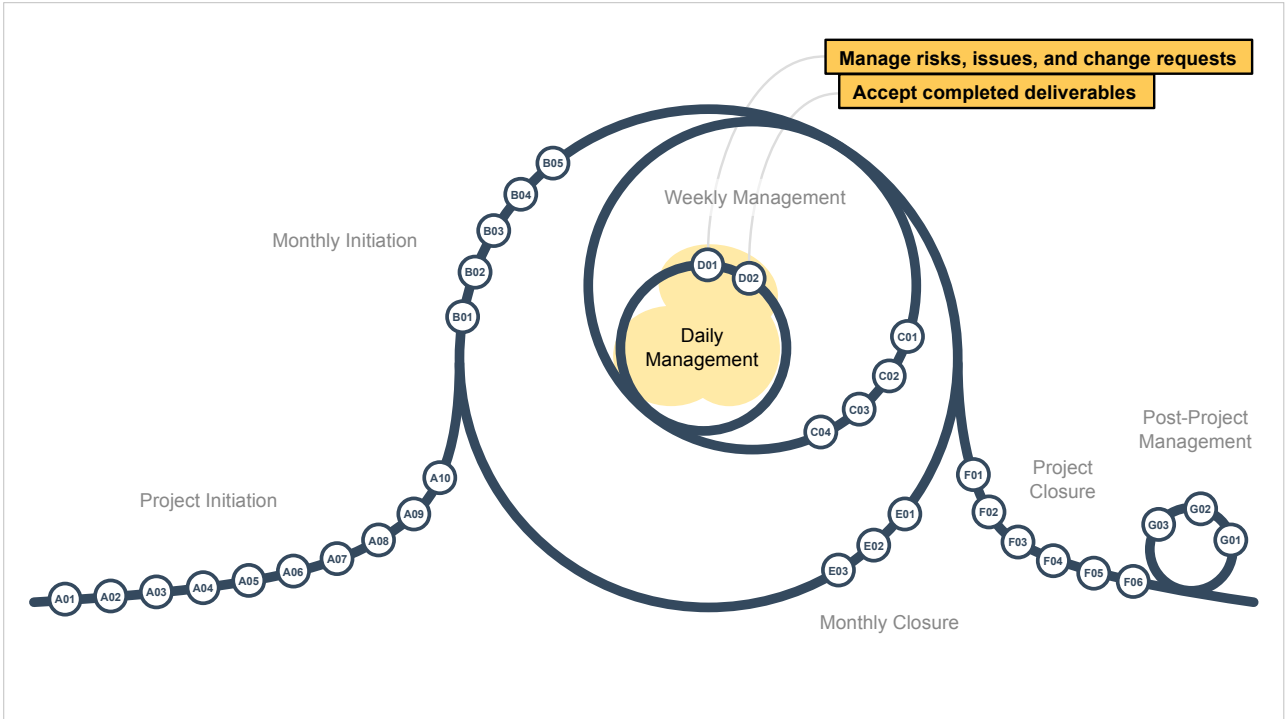 Manage risks, issues, and change requests
Accept completed deliverables
B05
B04
Weekly Management
B03
Monthly Initiation
D01
B02
D02
B01
Daily
Management
C01
C02
C03
C04
Post-Project
Management
Project
Closure
A10
F01
Project Initiation
E01
G02
A09
F02
G03
A08
E02
F03
G01
A07
E03
F04
A06
F05
A05
F06
A04
A03
A02
A01
Monthly Closure